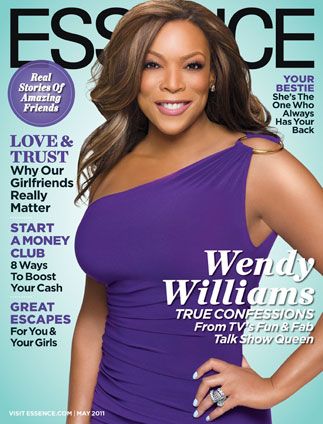 ESSENCE
Real
Stories Of
Amazing
Friends
LOVE &
TRUST
Why Our
Girlfriends
Really
Matter
START
A MONEY
CLUB
8 Ways
To Boost
Your Cash
GREAT
ESCAPES
For You &
Your Girls
YOUR
BESTIE
She's The
One Who
Always
Has Your
Back
Wendy
Williams
TRUE CONFESSIONS
From TV's Fun & Fab
Talk Show Queen
VISIT ESSENCE.COM | MAY 2011